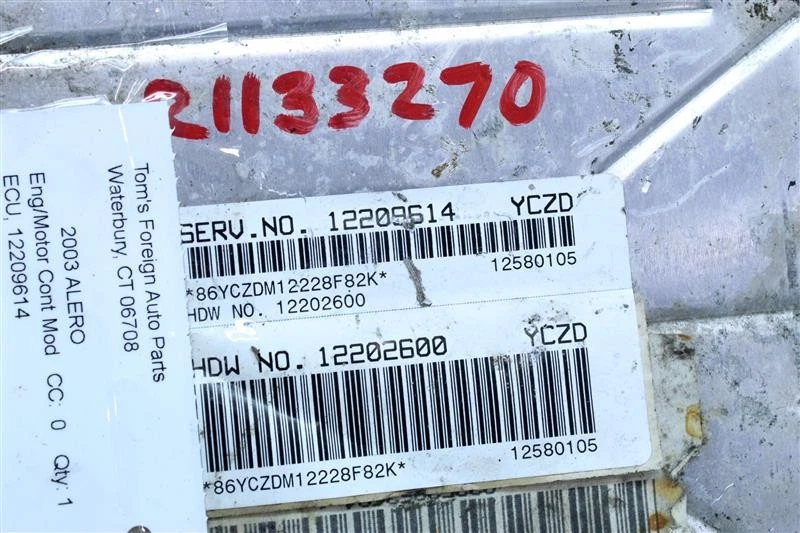 21133270
SERV.NO. 12209614 YCZD
12580105
*86YCZDM12228F82K*
HDW NO. 12202600
HDW NO. 12202600 YCZD
12580105
*86YCZDM12228F82K*
Tom's Foreign Auto Parts
Waterbury, CT 06708
2003 ALERO
Eng/Motor Cont Mod CC: 0 Qty: 1
ECU, 12209614